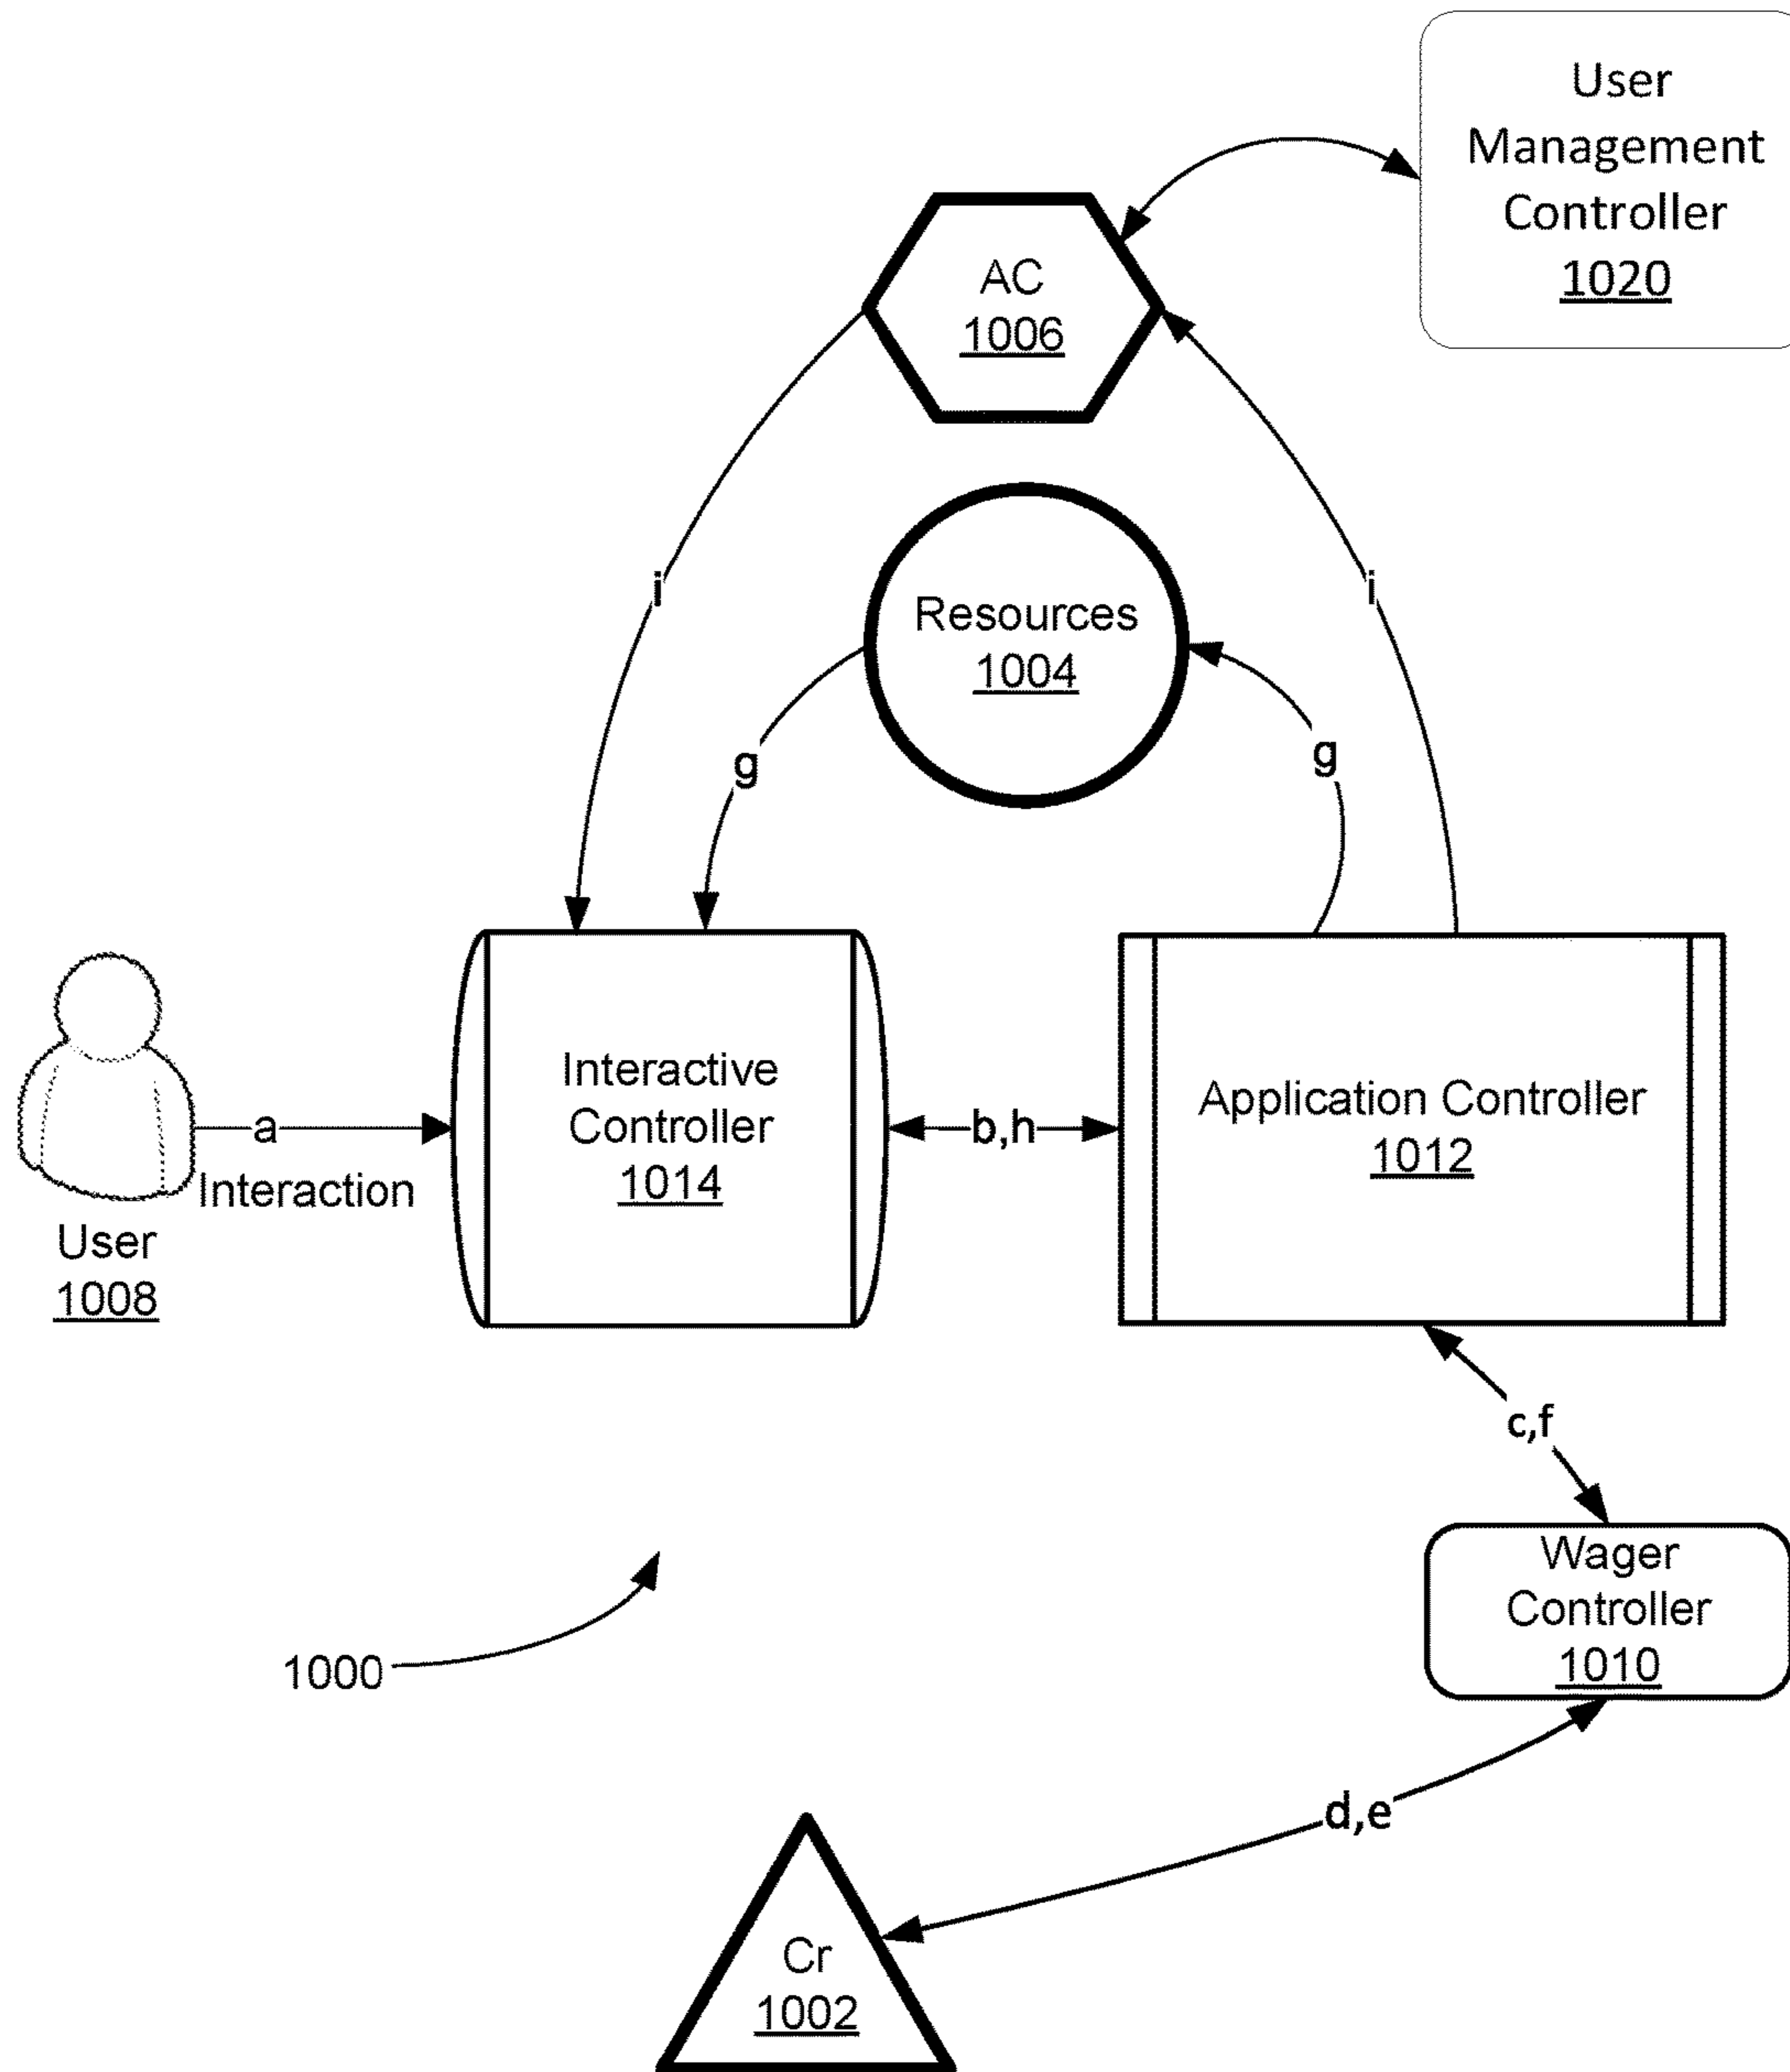 User
Management
Controller
1020
AC
1006
i
i
Resources
1004
g
g
Interactive
Controller
1014
Application Controller
1012
a
Interaction
b,h
User
1008
c,f
Wager
Controller
1010
1000
d,e
Cr
1002